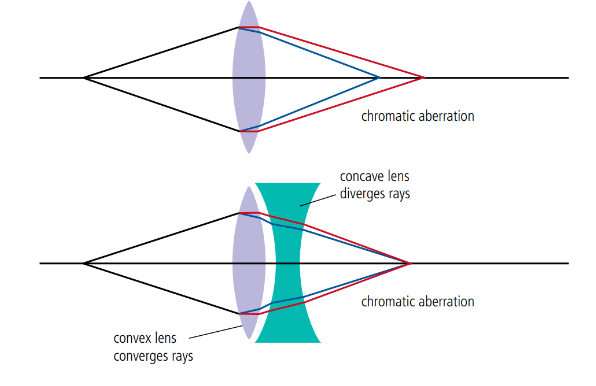 chromatic aberration
concave lens
diverges rays
chromatic aberration
convex lens
converges rays